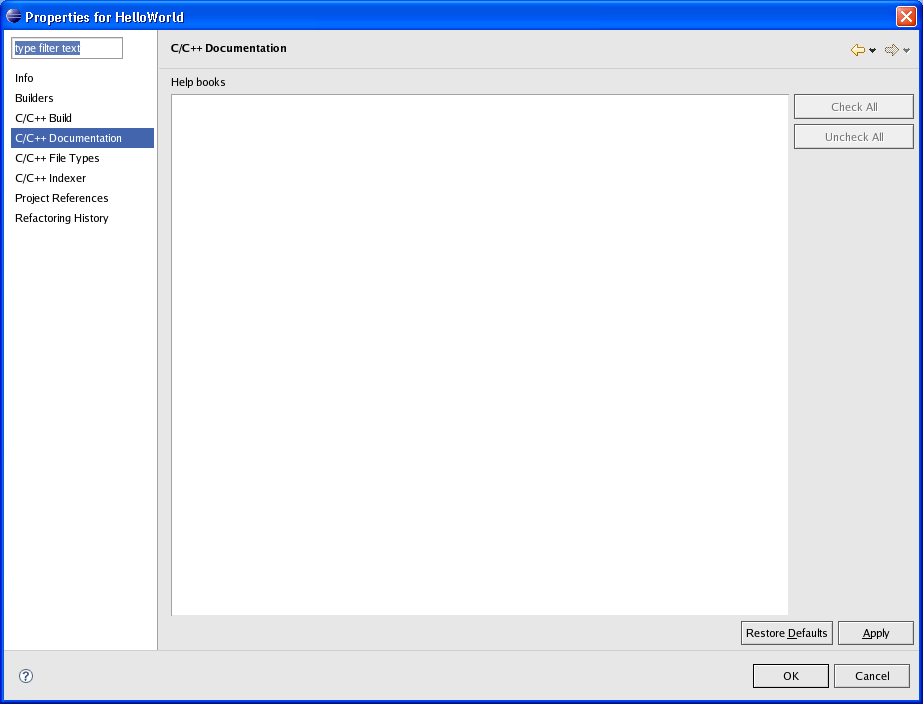 Properties for HelloWorld
type filter text
Info
Builders
C/C++ Build
C/C++ Documentation
C/C++ File Types
C/C++ Indexer
Project References
Refactoring History
C/C++ Documentation
Help books
Check All
Uncheck All
Restore Defaults
Apply
?
OK
Cancel